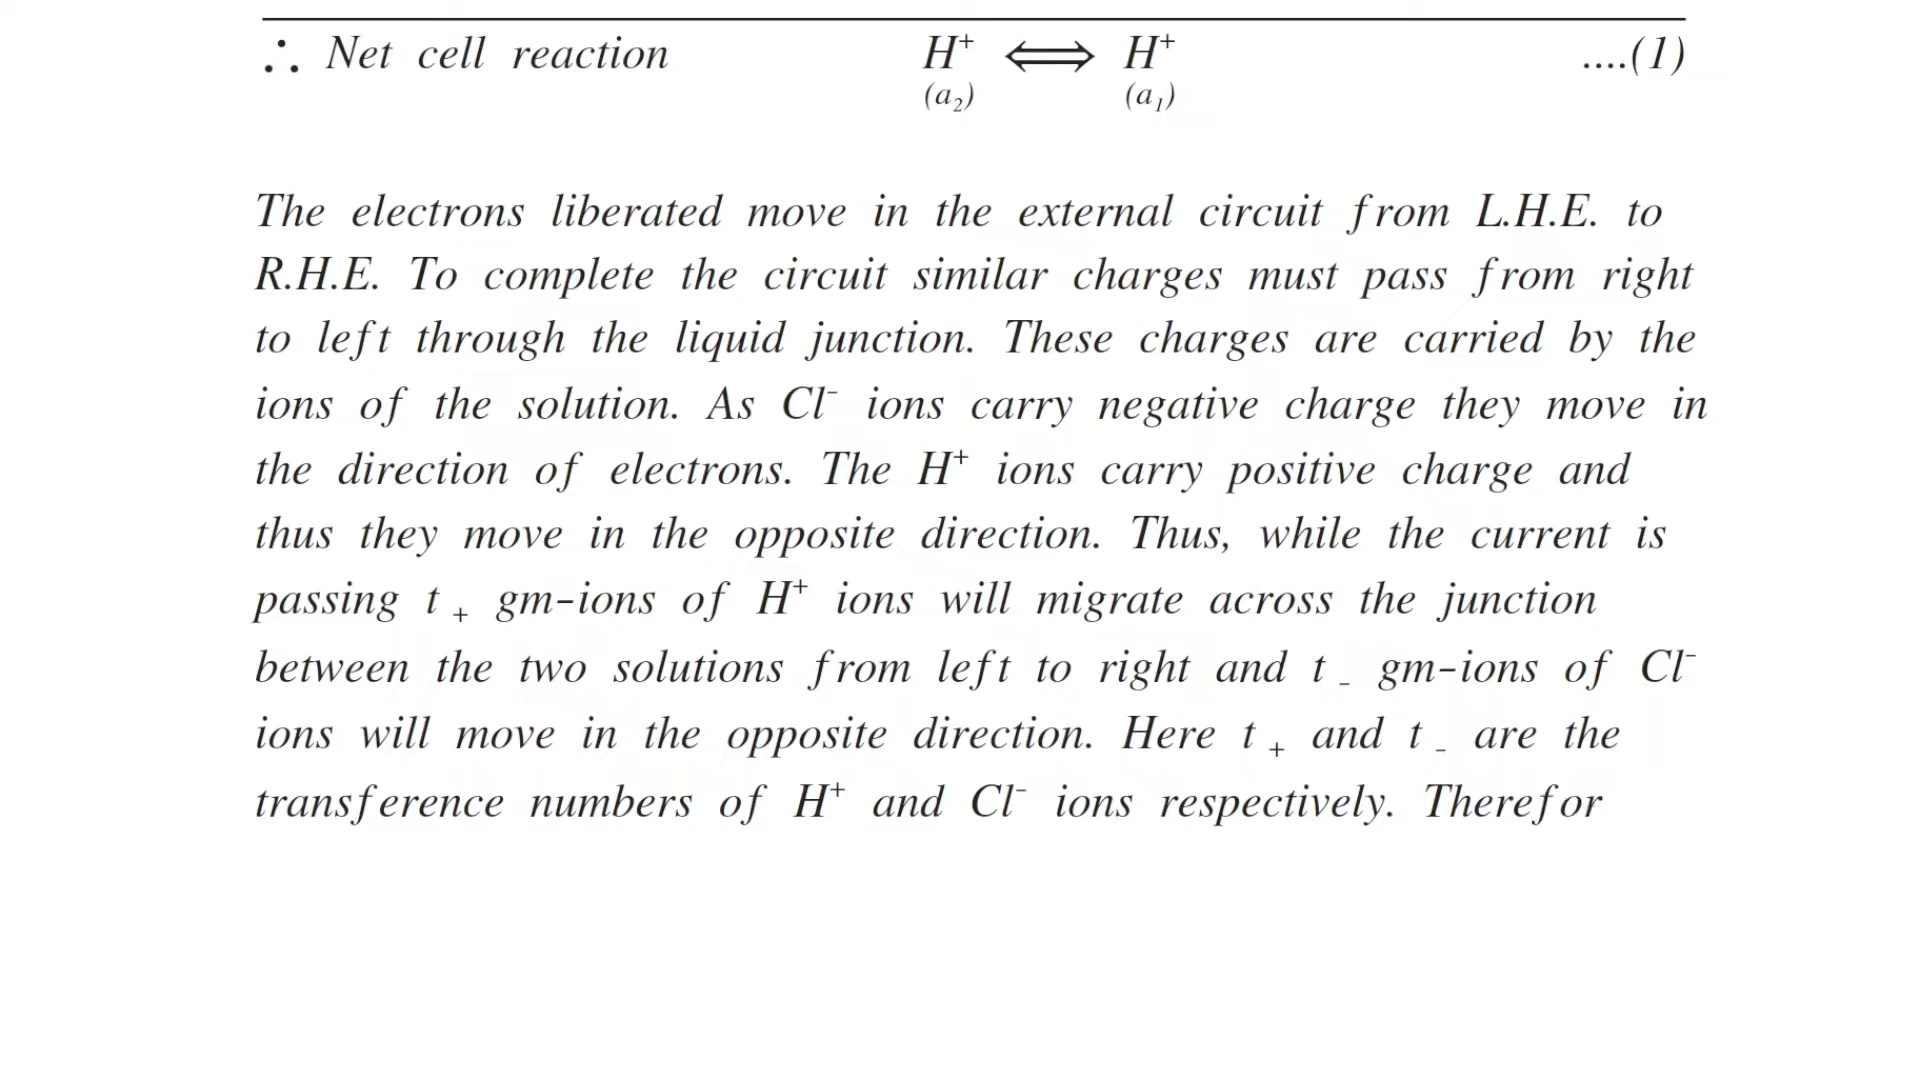 ∴ Net cell reaction H⁺ ⟺ H⁺ ....(1)
(a₂) (a₁)
The electrons liberated move in the external circuit from L.H.E. to
R.H.E. To complete the circuit similar charges must pass from right
to left through the liquid junction. These charges are carried by the
ions of the solution. As Cl⁻ ions carry negative charge they move in
the direction of electrons. The H⁺ ions carry positive charge and
thus they move in the opposite direction. Thus, while the current is
passing t ₊ gm-ions of H⁺ ions will migrate across the junction
between the two solutions from left to right and t ₋ gm-ions of Cl⁻
ions will move in the opposite direction. Here t ₊ and t ₋ are the
transference numbers of H⁺ and Cl⁻ ions respectively. Therefor